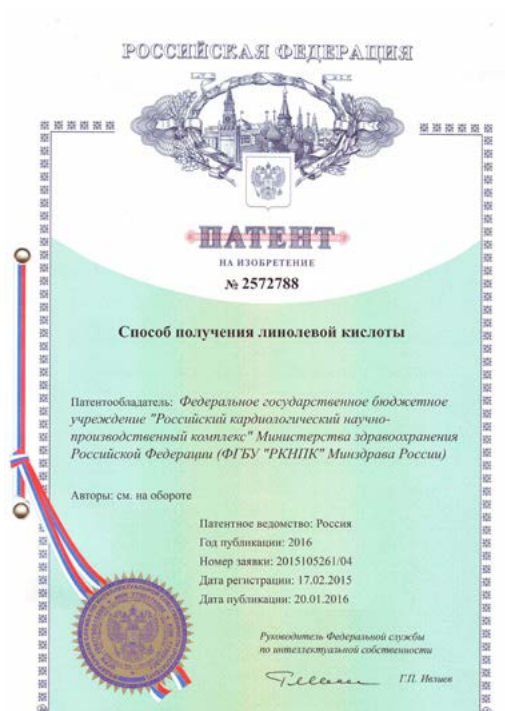 РОССИЙСКАЯ ФЕДЕРАЦИЯ
ПАТЕНТ
НА ИЗОБРЕТЕНИЕ
№ 2572788
Способ получения линолевой кислоты
Патентообладатель: Федеральное государственное бюджетное
учреждение "Российский кардиологический научно-
производственный комплекс" Министерства здравоохранения
Российской Федерации (ФГБУ "РКНПК" Минздрава России)
Авторы: см. на обороте
Патентное ведомство: Россия
Год публикации: 2016
Номер заявки: 2015105261/04
Дата регистрации: 17.02.2015
Дата публикации: 20.01.2016
Руководитель Федеральной службы
по интеллектуальной собственности
Г.П. Ивлиев